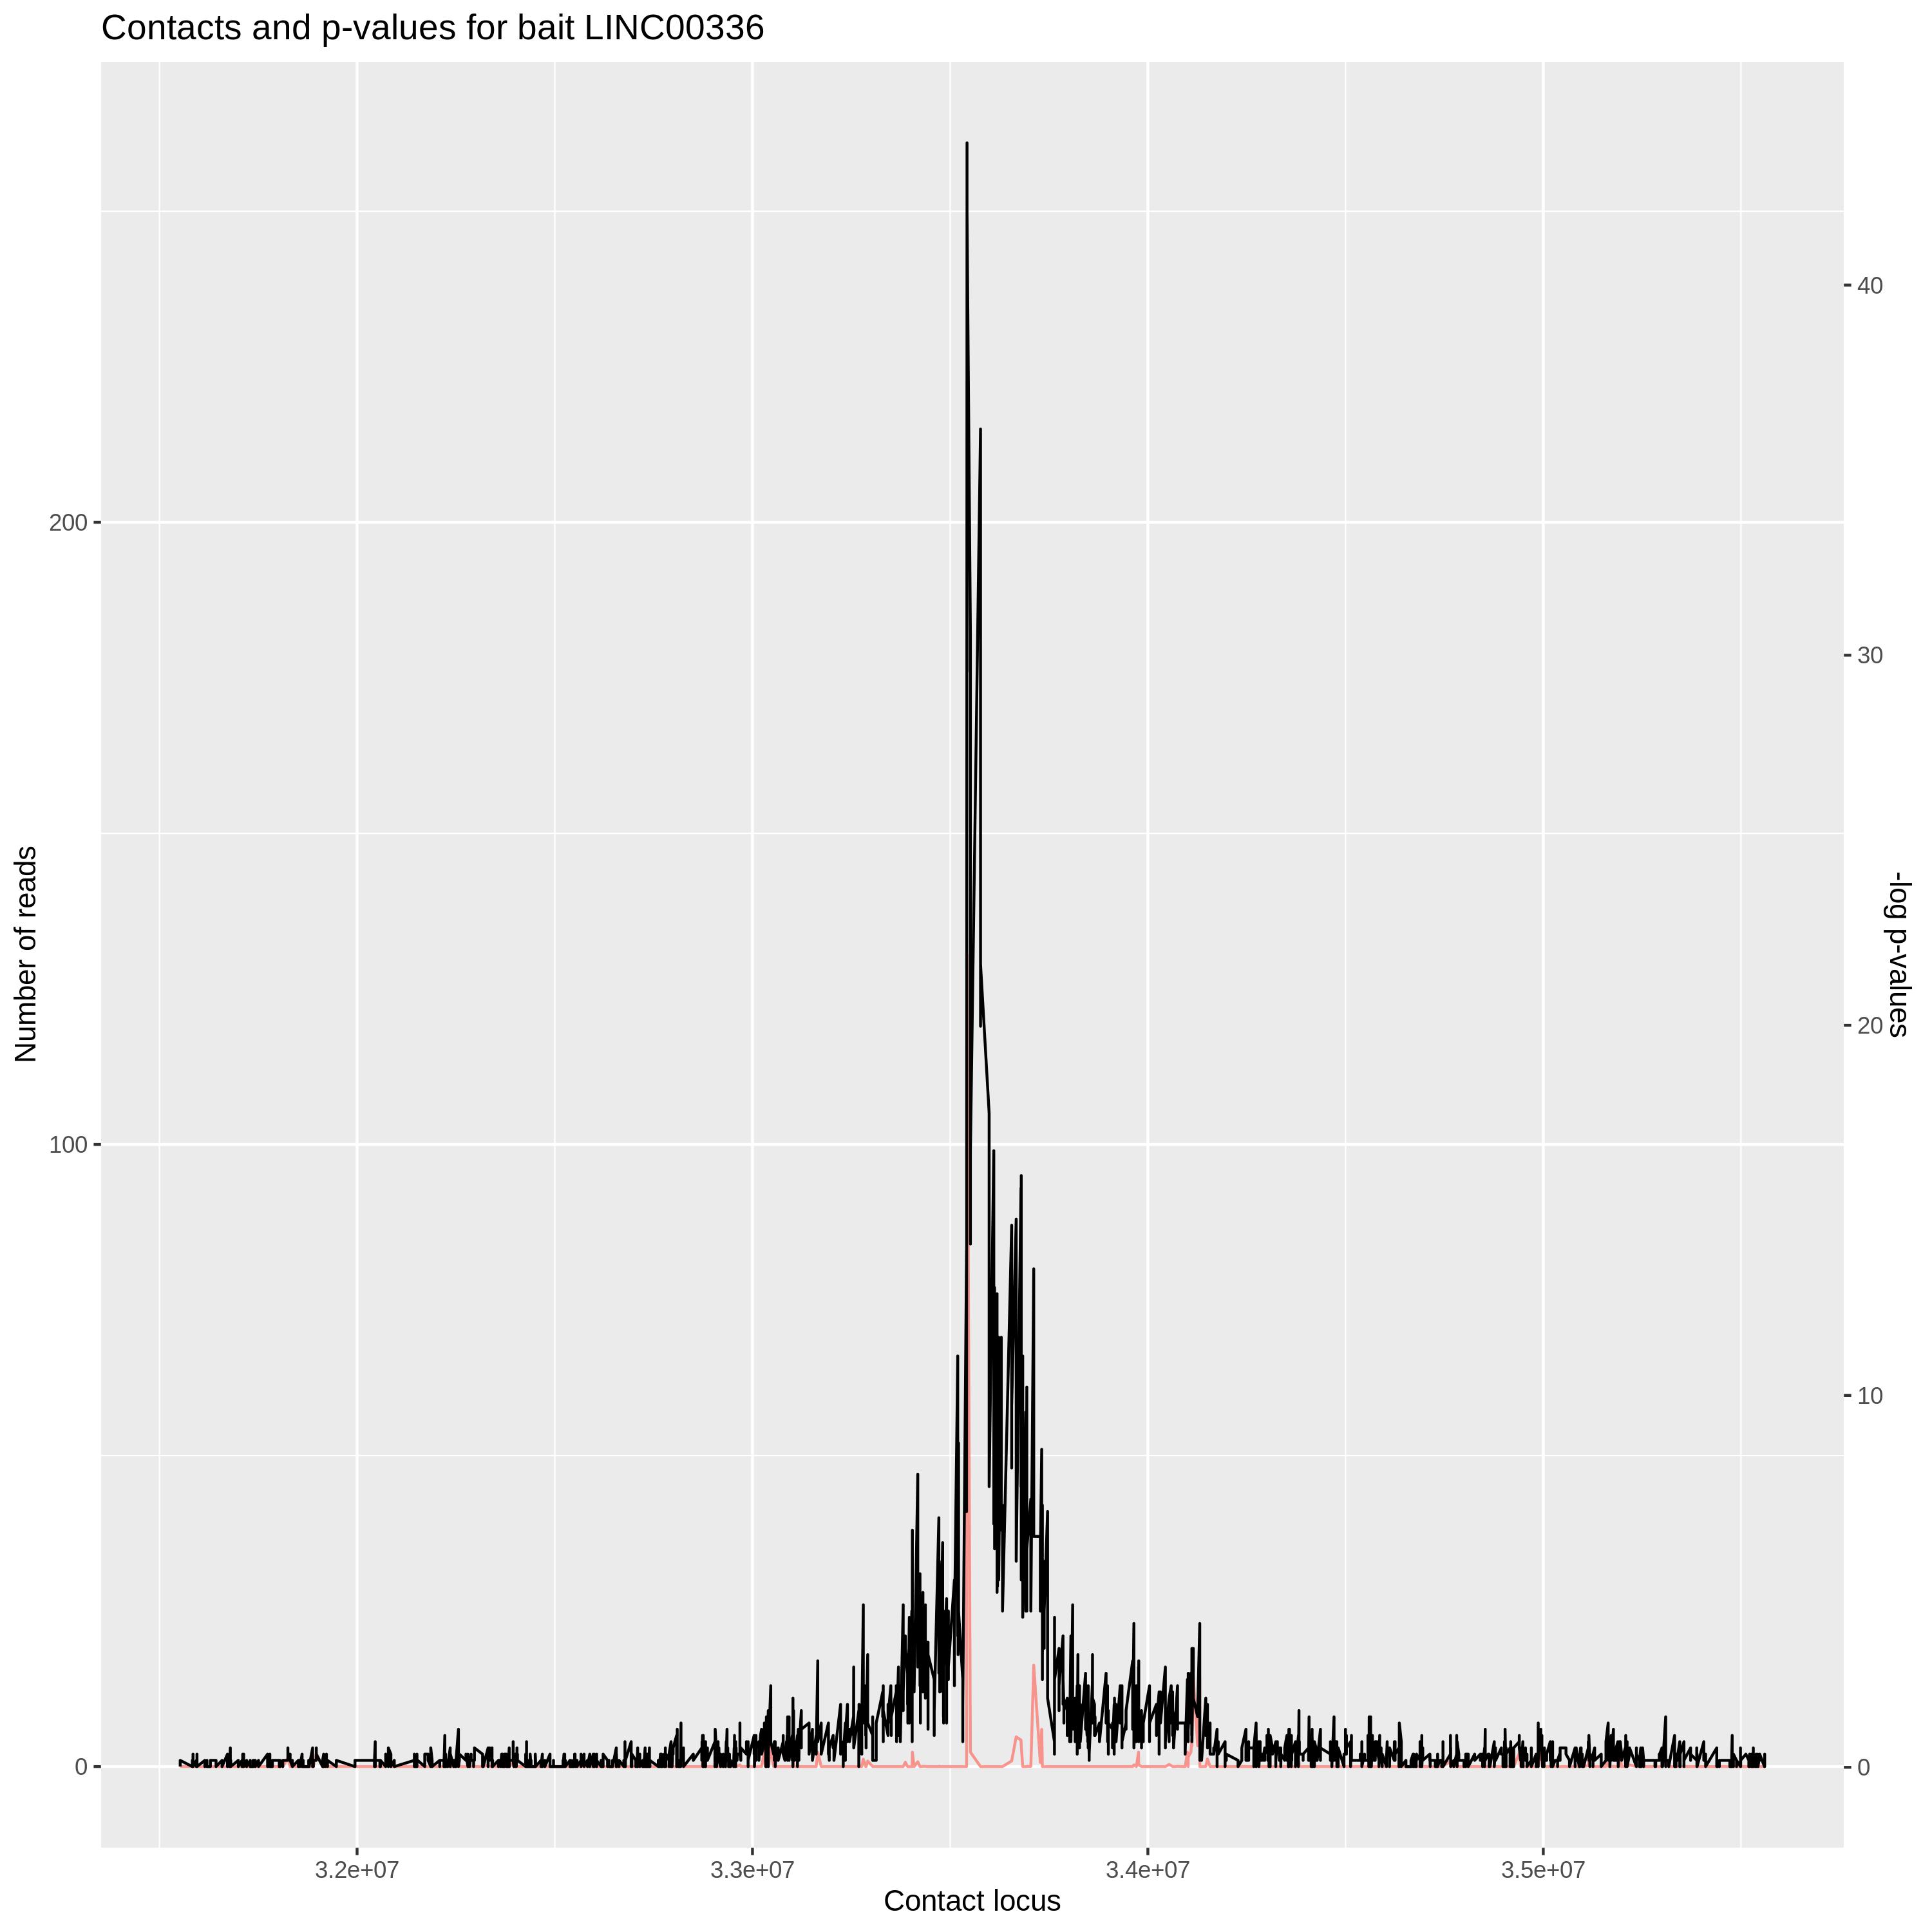 Contacts and p-values for bait LINC00336
200
100
0
Number of reads
40
30
20
10
0
-log p-values
3.2e+07 3.3e+07 3.4e+07 3.5e+07
Contact locus